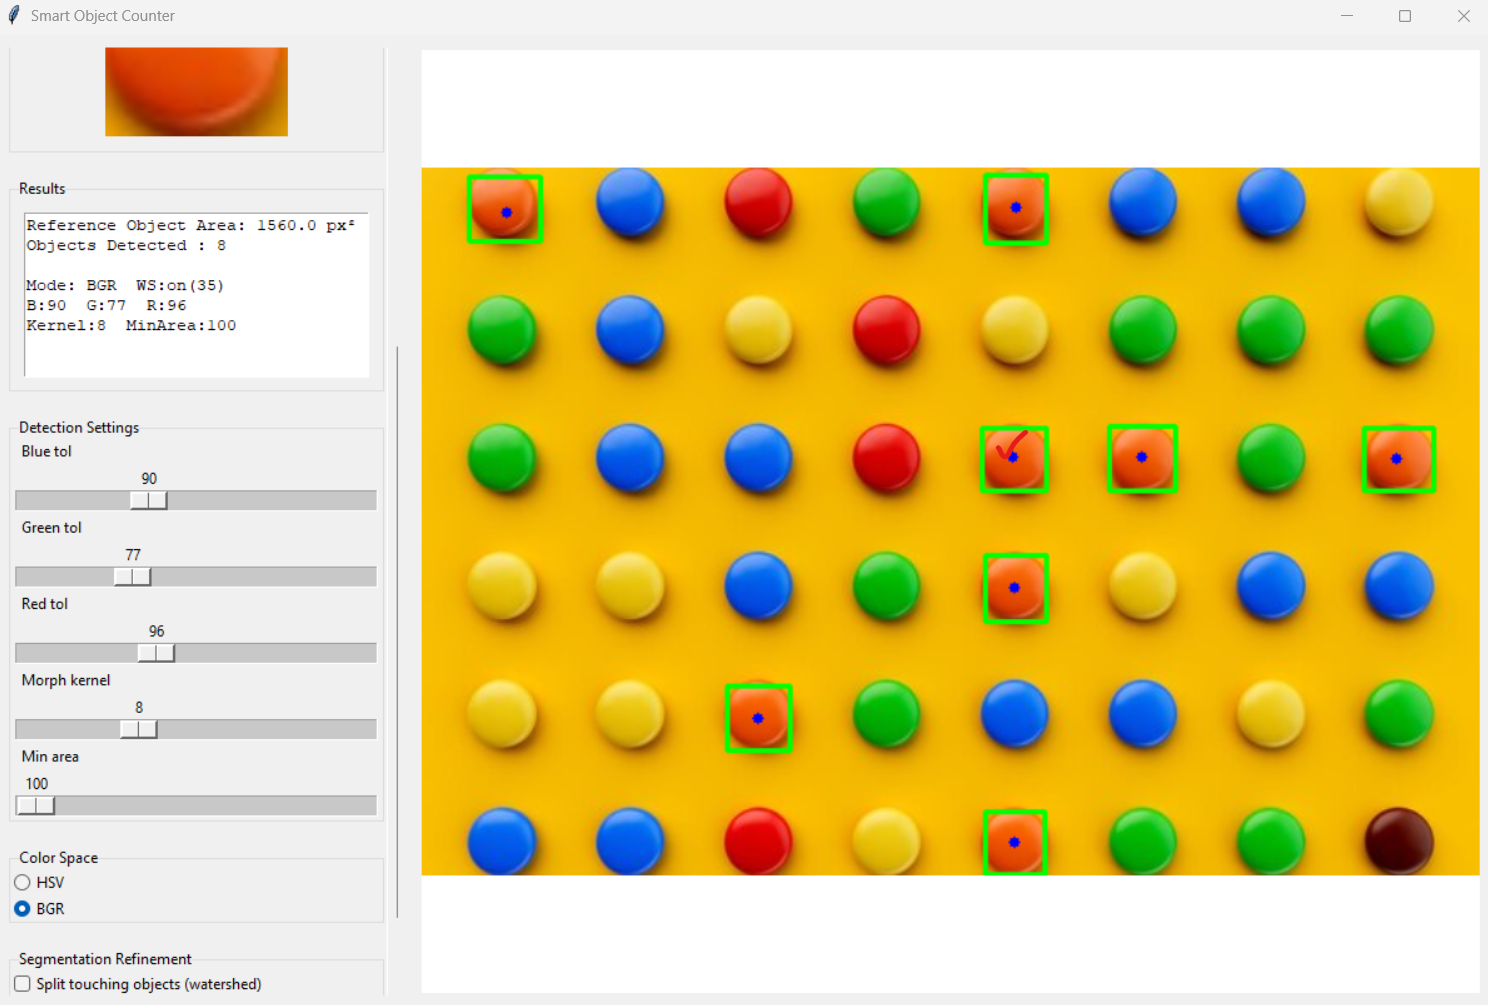 Smart Object Counter
Results
Reference Object Area: 1560.0 px²
Objects Detected : 8
Mode: BGR  WS:on(35)
B:90  G:77  R:96
Kernel:8  MinArea:100
Detection Settings
Blue tol
90
Green tol
77
Red tol
96
Morph kernel
8
Min area
100
Color Space
HSV
BGR
Segmentation Refinement
Split touching objects (watershed)